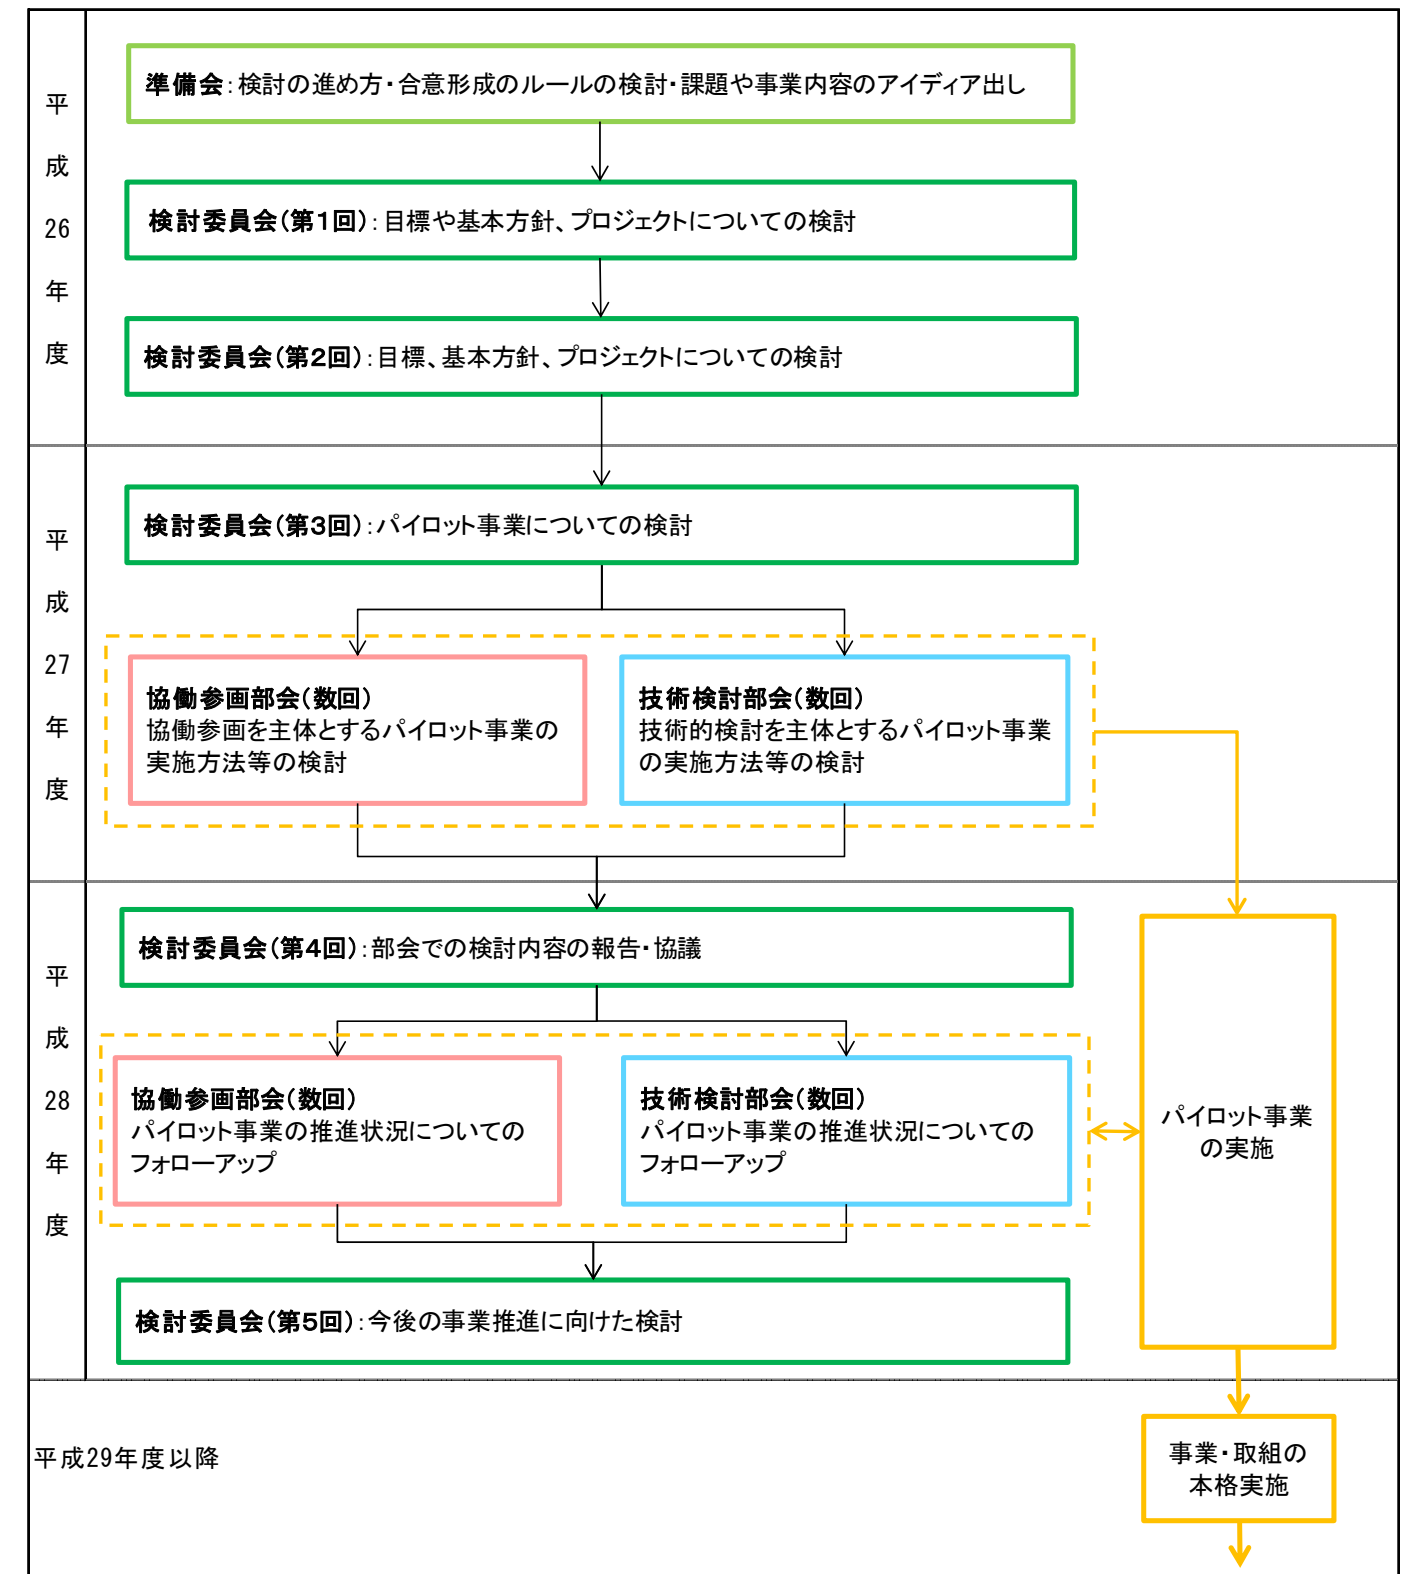 平成26年度
準備会：検討の進め方・合意形成のルールの検討・課題や事業内容のアイディア出し
検討委員会（第１回）：目標や基本方針、プロジェクトについての検討
検討委員会（第２回）：目標、基本方針、プロジェクトについての検討
平成27年度
検討委員会（第３回）：パイロット事業についての検討
協働参画部会（数回）
協働参画を主体とするパイロット事業の
実施方法等の検討
技術検討部会（数回）
技術的検討を主体とするパイロット事業
の実施方法等の検討
平成28年度
検討委員会（第４回）：部会での検討内容の報告・協議
協働参画部会（数回）
パイロット事業の推進状況についての
フォローアップ
技術検討部会（数回）
パイロット事業の推進状況についての
フォローアップ
パイロット事業
の実施
検討委員会（第５回）：今後の事業推進に向けた検討
平成29年度以降
事業・取組の
本格実施